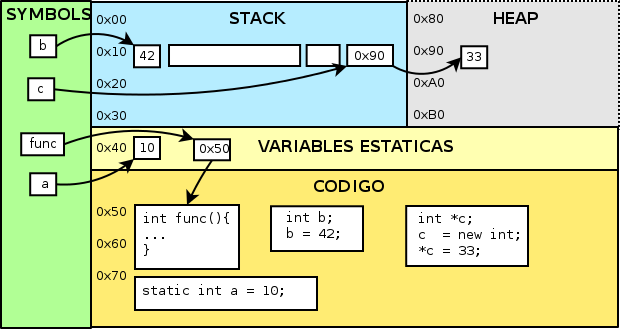 SYMBOLS
b
c
func
a
0x00
0x10
0x20
0x30
STACK
42
0x90
0x80
0x90
0xA0
0xB0
HEAP
33
0x40
10
0x50
VARIABLES ESTATICAS
CODIGO
0x50
0x60
0x70
int func(){
...
}
int b;
b = 42;
int *c;
c  = new int;
*c = 33;
static int a = 10;